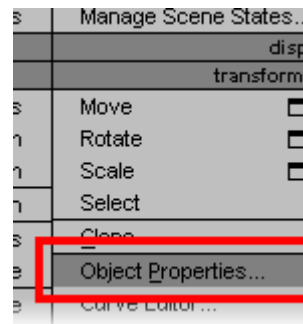 Manage Scene States...
disp
transform
Move
Rotate
Scale
Select
Clone
Object Properties...
Curve Editor...